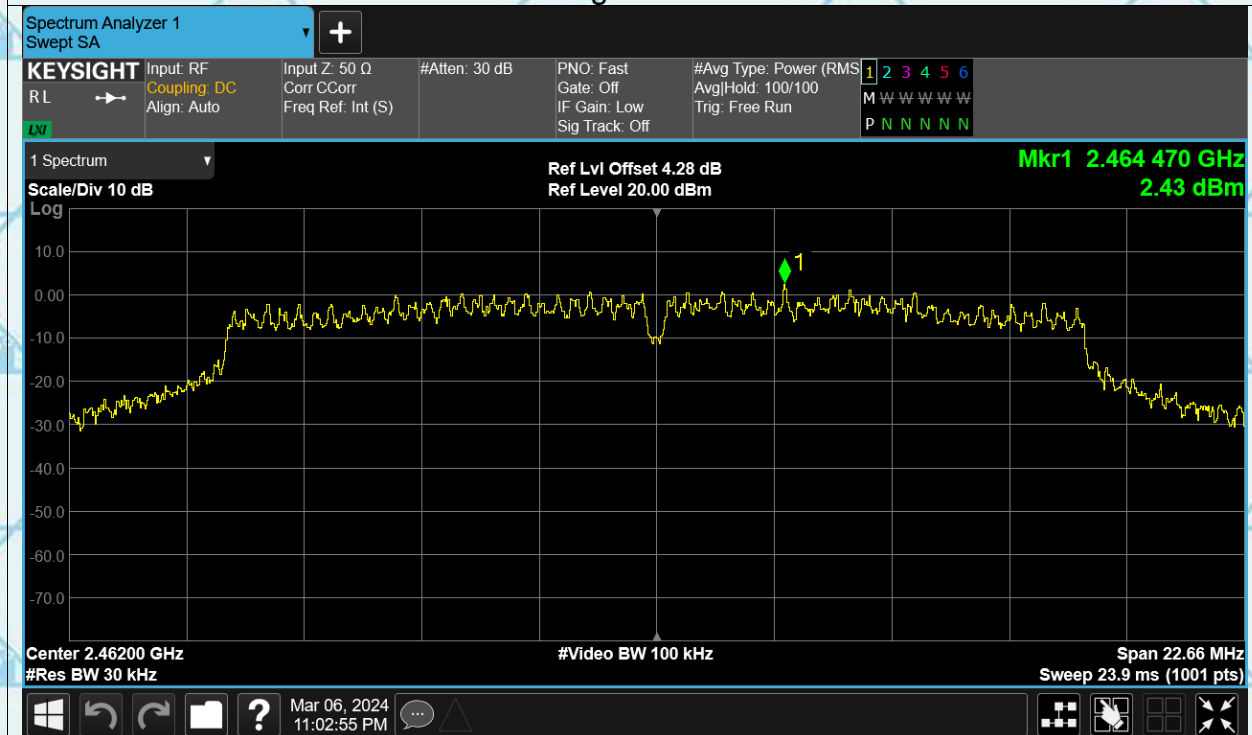 Spectrum Analyzer 1
Swept SA
+
KEYSIGHT
RL
LXI
Input: RF
Coupling: DC
Align: Auto
Input Z: 50 Ω
Corr CCorr
Freq Ref: Int (S)
#Atten: 30 dB
PNO: Fast
Gate: Off
IF Gain: Low
Sig Track: Off
#Avg Type: Power (RMS
Avg|Hold: 100/100
Trig: Free Run
1 2 3 4 5 6
M W W W W W
P N N N N N
1 Spectrum
Scale/Div 10 dB
Log
Ref Lvl Offset 4.28 dB
Ref Level 20.00 dBm
Mkr1 2.464 470 GHz
2.43 dBm
1
10.0
0.00
-10.0
-20.0
-30.0
-40.0
-50.0
-60.0
-70.0
Center 2.46200 GHz
#Res BW 30 kHz
#Video BW 100 kHz
Span 22.66 MHz
Sweep 23.9 ms (1001 pts)
?
Mar 06, 2024
11:02:55 PM